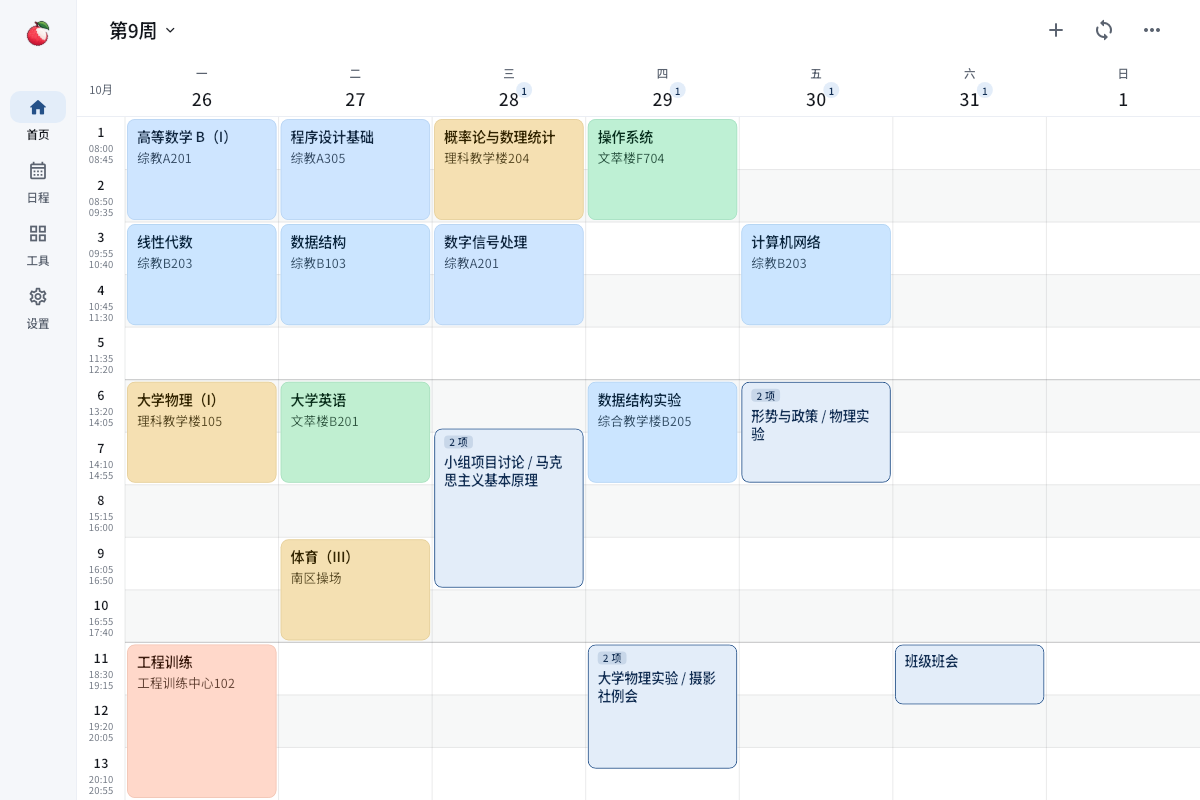 第9周
首页
日程
工具
设置
10月
一
26
二
27
三
28
1
四
29
1
五
30
1
六
31
1
日
1
1
08:00
08:45
2
08:50
09:35
3
09:55
10:40
4
10:45
11:30
5
11:35
12:20
6
13:20
14:05
7
14:10
14:55
8
15:15
16:00
9
16:05
16:50
10
16:55
17:40
11
18:30
19:15
12
19:20
20:05
13
20:10
20:55
高等数学 B（I）
综教A201
线性代数
综教B203
大学物理（I）
理科教学楼105
工程训练
工程训练中心102
程序设计基础
综教A305
数据结构
综教B103
大学英语
文萃楼B201
体育（III）
南区操场
概率论与数理统计
理科教学楼204
数字信号处理
综教A201
2 项
小组项目讨论 / 马克
思主义基本原理
操作系统
文萃楼F704
数据结构实验
综合教学楼B205
2 项
大学物理实验 / 摄影
社例会
计算机网络
综教B203
2 项
形势与政策 / 物理实
验
班级班会